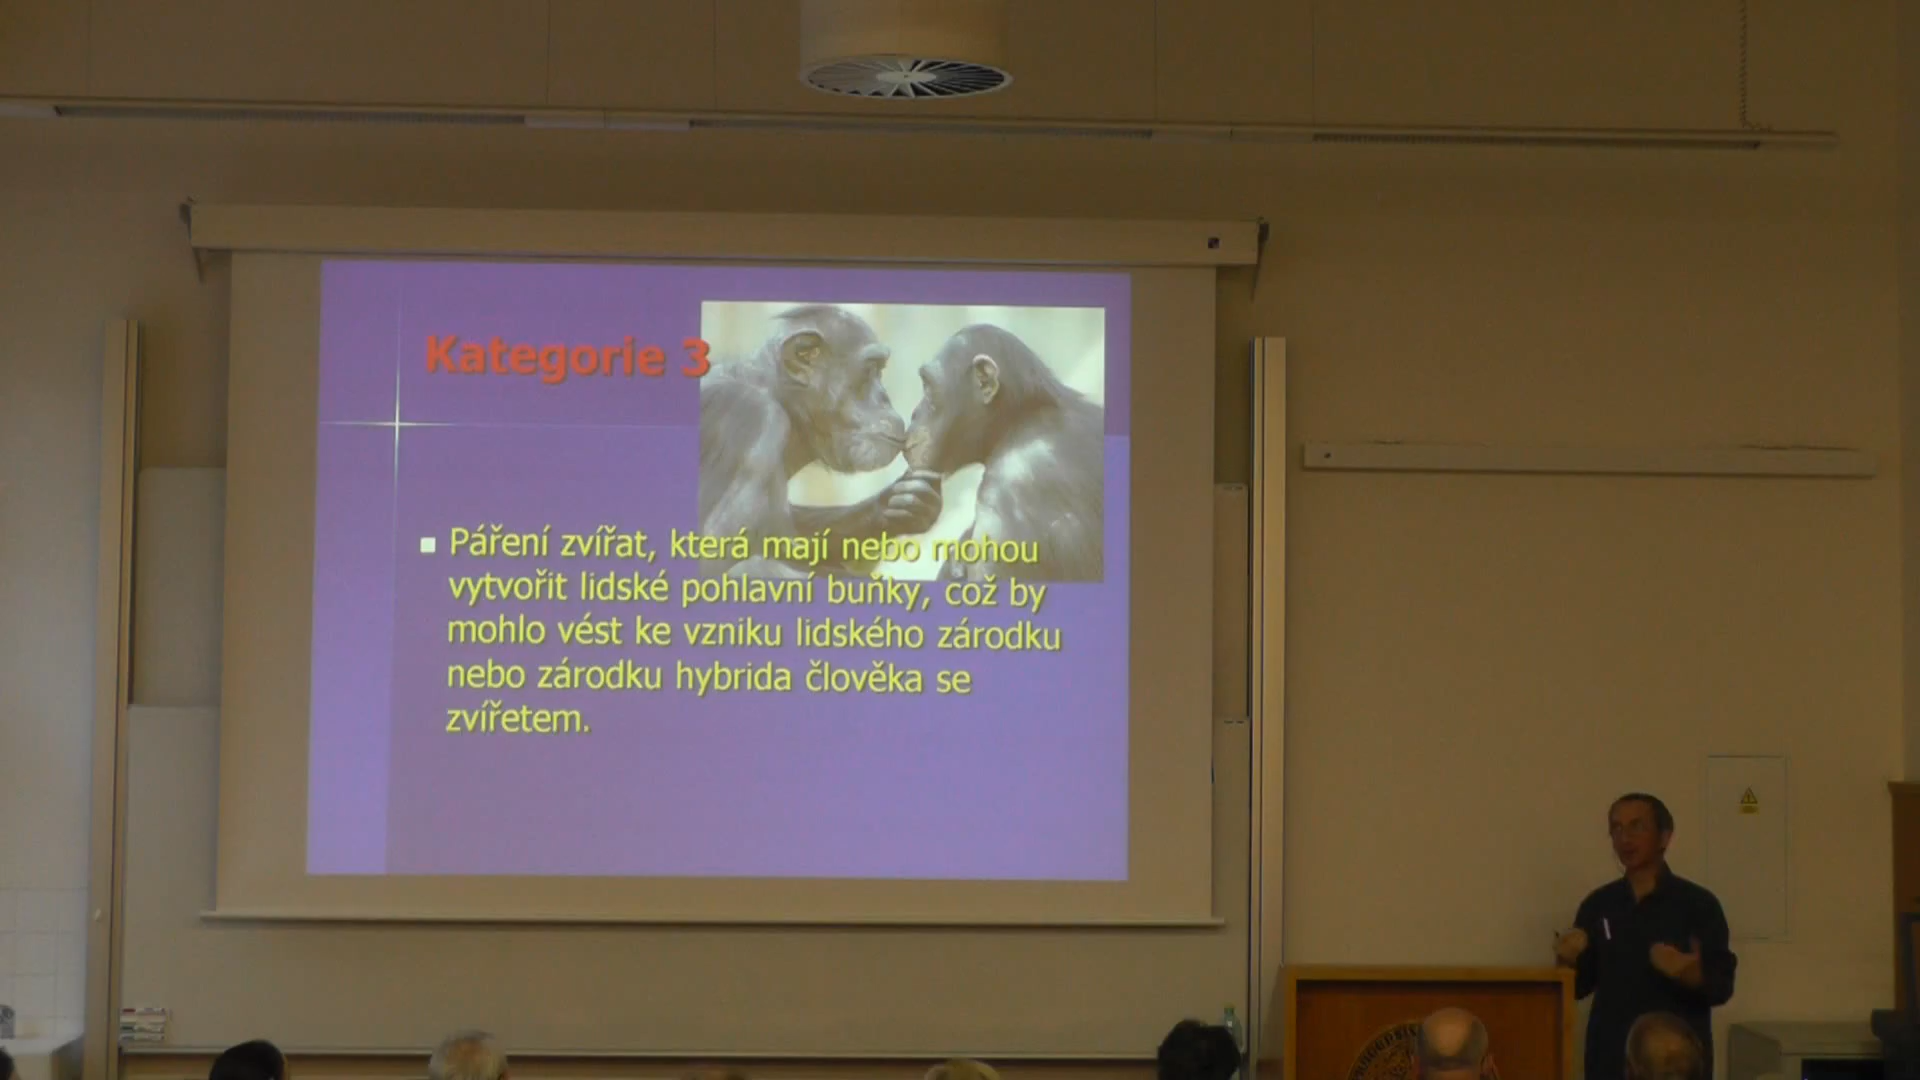 Kategorie 3
Páření zvířat, která mají nebo mohou
vytvořit lidské pohlavní buňky, což by
mohlo vést ke vzniku lidského zárodku
nebo zárodku hybrida člověka se
zvířetem.